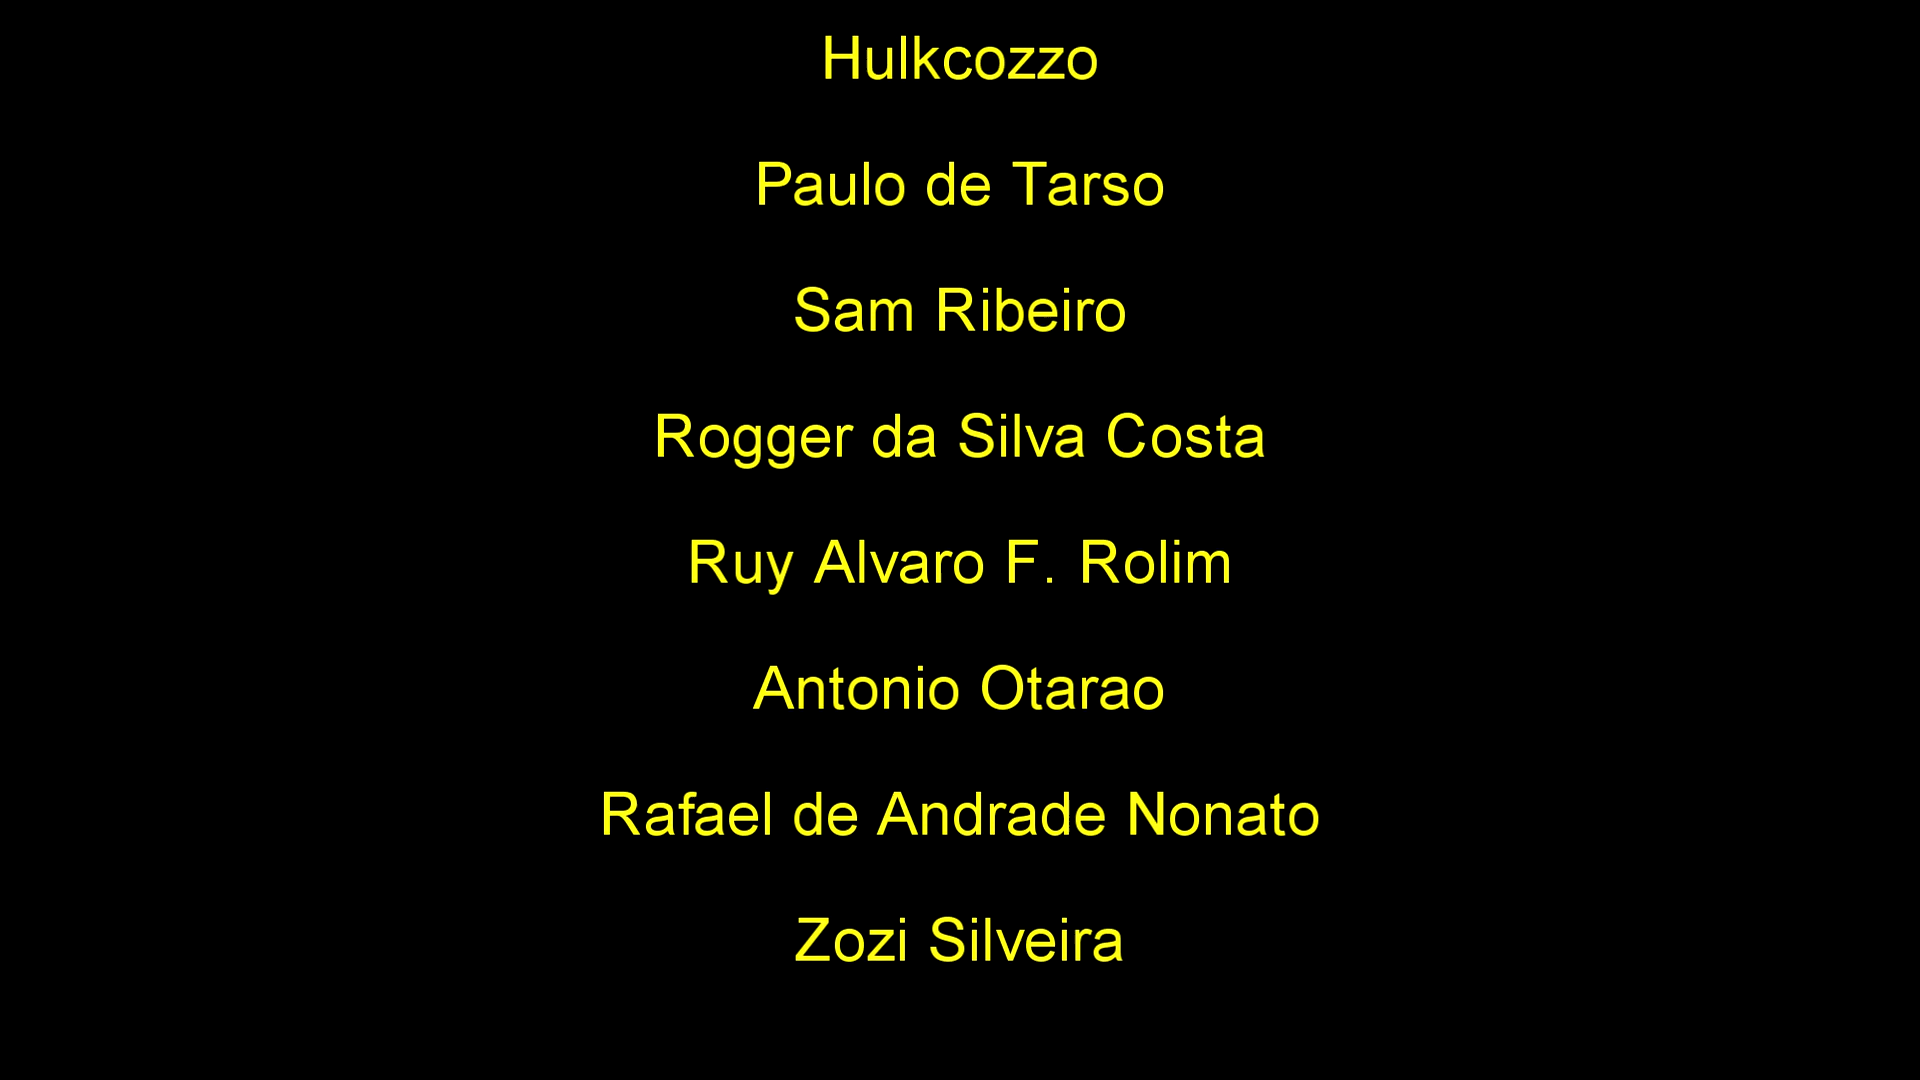 Hulkcozzo
Paulo de Tarso
Sam Ribeiro
Rogger da Silva Costa
Ruy Alvaro F. Rolim
Antonio Otarao
Rafael de Andrade Nonato
Zozi Silveira